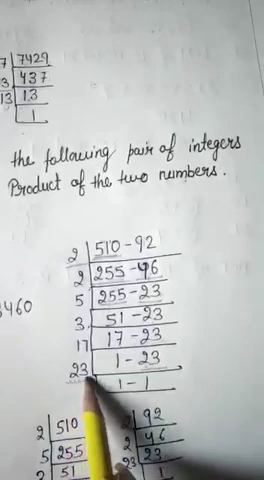 7 | 7429
3 | 437
13 | 13
1
the following pair of integers
Product of the two numbers.
2 | 510 - 92
2 | 255 - 46
5 | 255 - 23
3 | 51 - 23
17 | 17 - 23
23 | 1 - 23
1 - 1
460
2 | 510
5 | 255
51
2 | 92
2 | 46
23 | 23
1